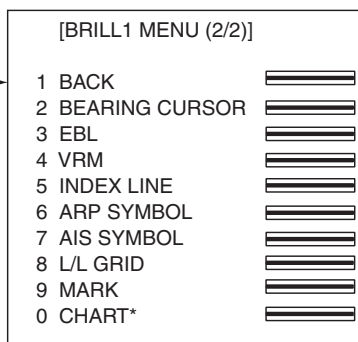 [BRILL1 MENU (2/2)]
1 BACK
2 BEARING CURSOR
3 EBL
4 VRM
5 INDEX LINE
6 ARP SYMBOL
7 AIS SYMBOL
8 L/L GRID
9 MARK
0 CHART*